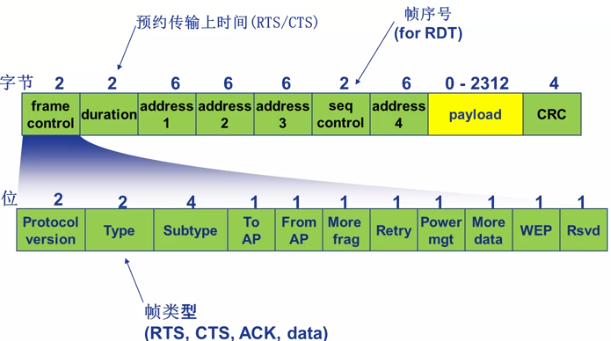 预约传输上时间(RTS/CTS)
帧序号
(for RDT)
字节 2 2 6 6 6 2 6 0 - 2312 4
frame control duration address 1 address 2 address 3 seq control address 4 payload CRC
位 2 2 4 1 1 1 1 1 1 1 1
Protocol version Type Subtype To AP From AP More frag Retry Power mgt More data WEP Rsvd
帧类型
(RTS, CTS, ACK, data)